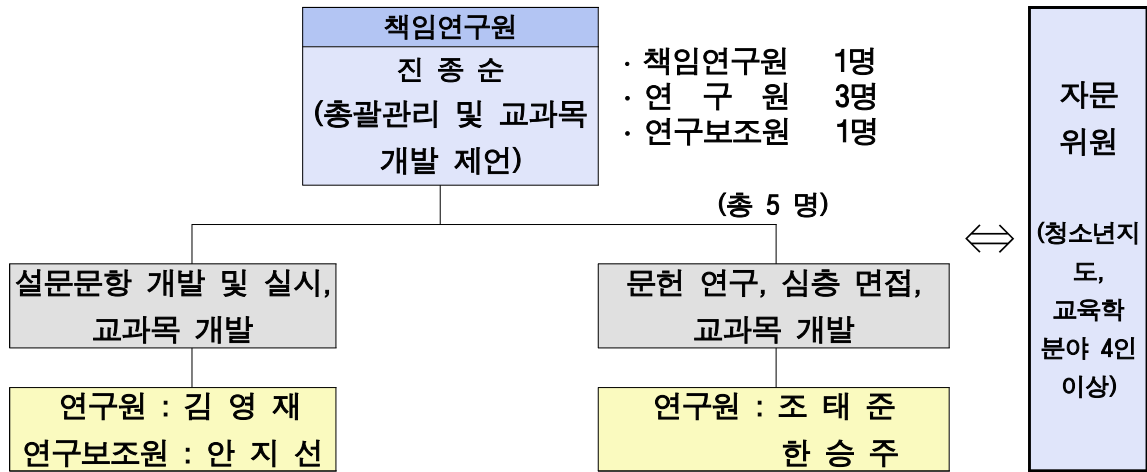 책임연구원
진 종 순
(총괄관리 및 교과목
개발 제언)
· 책임연구원 1명
· 연 구 원 3명
· 연구보조원 1명
(총 5 명)
설문문항 개발 및 실시,
교과목 개발
연구원 : 김 영 재
연구보조원 : 안 지 선
문헌 연구, 심층 면접,
교과목 개발
연구원 : 조 태 준
한 승 주
⇔
자문
위원
(청소년지
도,
교육학
분야 4인
이상)